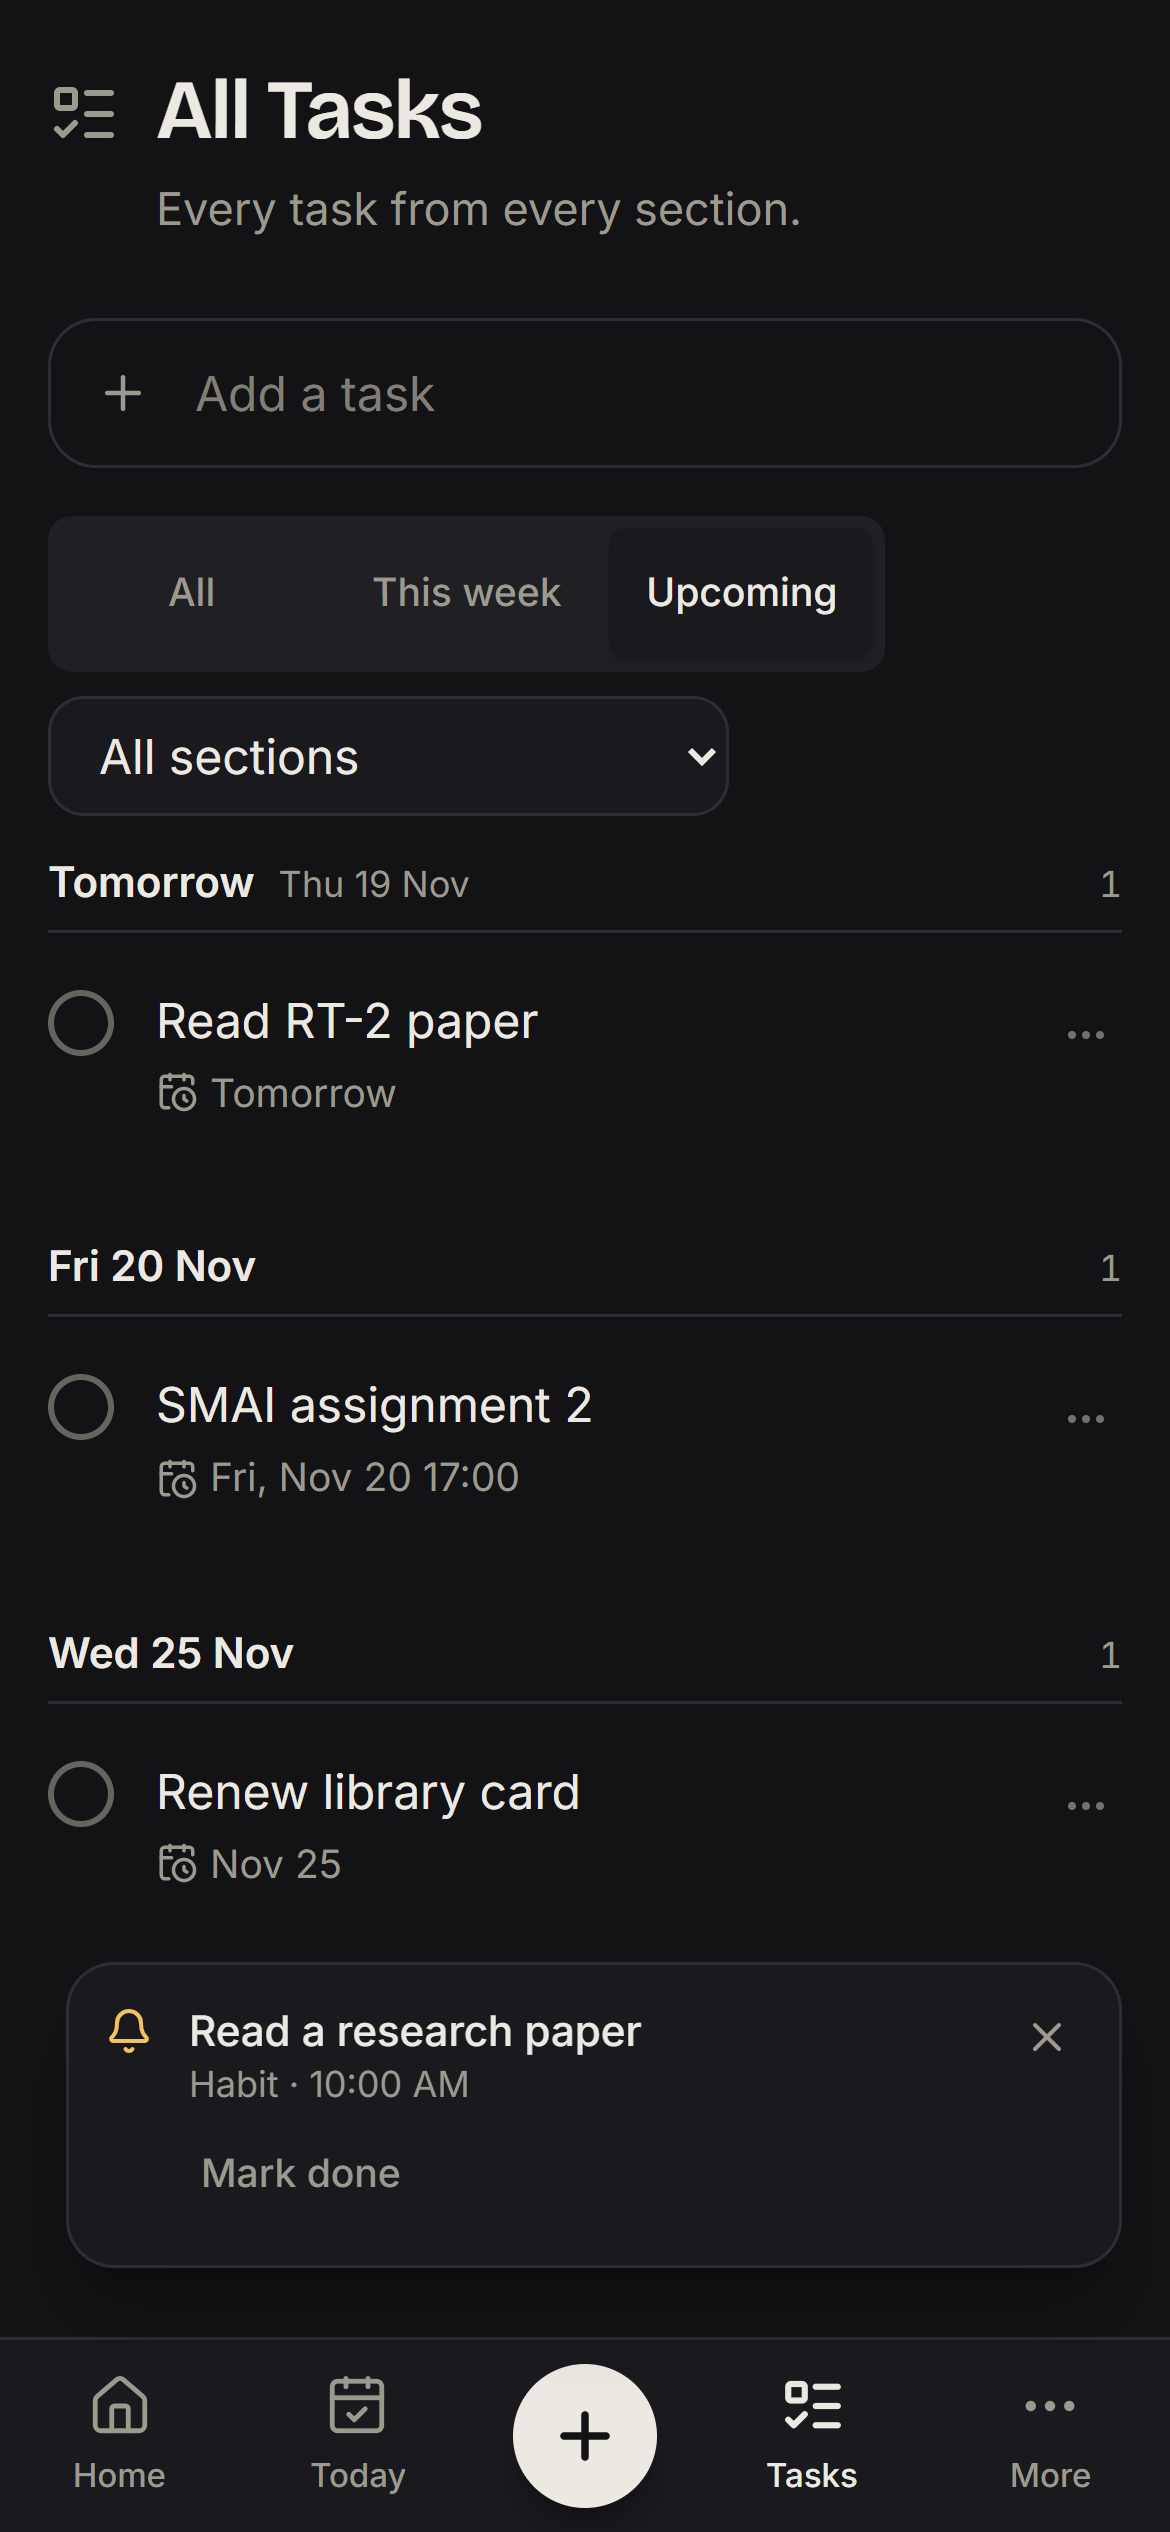 All Tasks
Every task from every section.
Add a task
All This week Upcoming
All sections
Tomorrow Thu 19 Nov 1
Read RT-2 paper
Tomorrow
Fri 20 Nov 1
SMAI assignment 2
Fri, Nov 20 17:00
Wed 25 Nov 1
Renew library card
Nov 25
Read a research paper
Habit · 10:00 AM
Mark done
Home Today Tasks More